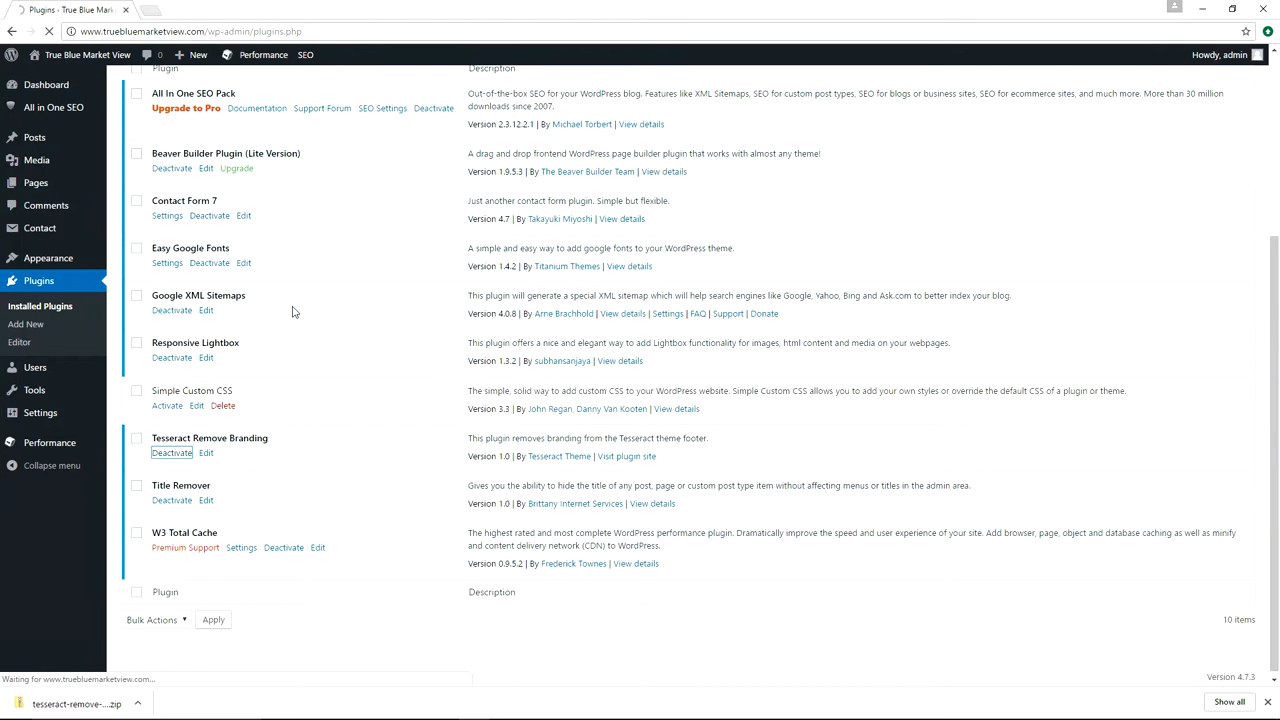 Plugins ‹ True Blue Mark
www.truebluemarketview.com/wp-admin/plugins.php
True Blue Market View 0 New Performance SEO Howdy, admin
Dashboard
All in One SEO
Posts
Media
Pages
Comments
Contact
Appearance
Plugins
Installed Plugins
Add New
Editor
Users
Tools
Settings
Performance
Collapse menu
Plugin Description
All In One SEO Pack
Upgrade to Pro Documentation Support Forum SEO Settings Deactivate
Out-of-the-box SEO for your WordPress blog. Features like XML Sitemaps, SEO for custom post types, SEO for blogs or business sites, SEO for ecommerce sites, and much more. More than 30 million
downloads since 2007.
Version 2.3.12.2.1 | By Michael Torbert | View details
Beaver Builder Plugin (Lite Version)
Deactivate Edit Upgrade
A drag and drop frontend WordPress page builder plugin that works with almost any theme!
Version 1.9.5.3 | By The Beaver Builder Team | View details
Contact Form 7
Settings Deactivate Edit
Just another contact form plugin. Simple but flexible.
Version 4.7 | By Takayuki Miyoshi | View details
Easy Google Fonts
Settings Deactivate Edit
A simple and easy way to add google fonts to your WordPress theme.
Version 1.4.2 | By Titanium Themes | View details
Google XML Sitemaps
Deactivate Edit
This plugin will generate a special XML sitemap which will help search engines like Google, Yahoo, Bing and Ask.com to better index your blog.
Version 4.0.8 | By Arne Brachhold | View details | Settings | FAQ | Support | Donate
Responsive Lightbox
Deactivate Edit
This plugin offers a nice and elegant way to add Lightbox functionality for images, html content and media on your webpages.
Version 1.3.2 | By subhansanjaya | View details
Simple Custom CSS
Activate Edit Delete
The simple, solid way to add custom CSS to your WordPress website. Simple Custom CSS allows you to add your own styles or override the default CSS of a plugin or theme.
Version 3.3 | By John Regan, Danny Van Kooten | View details
Tesseract Remove Branding
Deactivate Edit
This plugin removes branding from the Tesseract theme footer.
Version 1.0 | By Tesseract Theme | Visit plugin site
Title Remover
Deactivate Edit
Gives you the ability to hide the title of any post, page or custom post type item without affecting menus or titles in the admin area.
Version 1.0 | By Brittany Internet Services | View details
W3 Total Cache
Premium Support Settings Deactivate Edit
The highest rated and most complete WordPress performance plugin. Dramatically improve the speed and user experience of your site. Add browser, page, object and database caching as well as minify
and content delivery network (CDN) to WordPress.
Version 0.9.5.2 | By Frederick Townes | View details
Plugin Description
Bulk Actions Apply 10 items
Version 4.7.3
Waiting for www.truebluemarketview.com...
tesseract-remove-....zip Show all